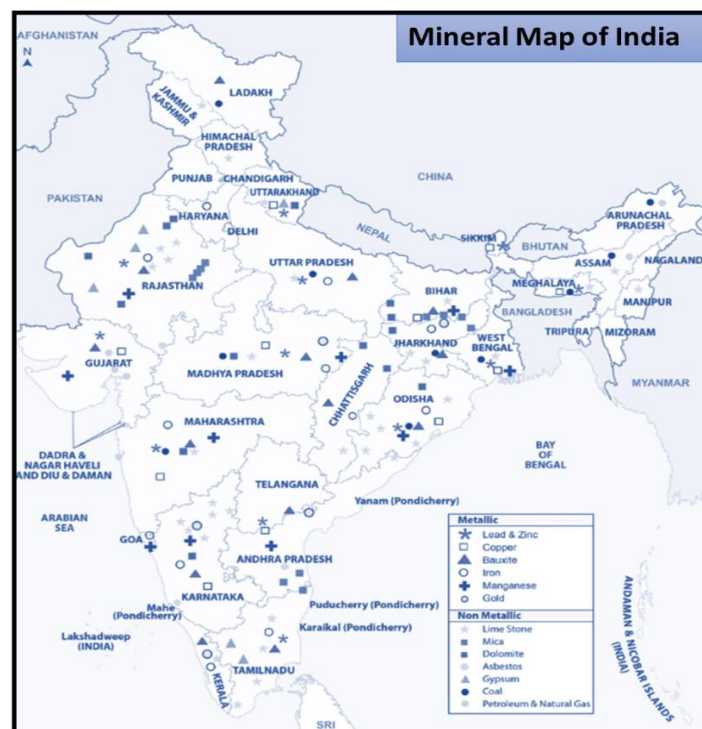 Mineral Map of India
AFGHANISTAN
N
LADAKH
JAMMU &
KASHMIR
HIMACHAL
PRADESH
CHINA
PUNJAB
CHANDIGARH
UTTARAKHAND
PAKISTAN
HARYANA
DELHI
NEPAL
SIKKIM
BHUTAN
ARUNACHAL
PRADESH
ASSAM
NAGALAND
RAJASTHAN
UTTAR PRADESH
BIHAR
MEGHALAYA
MANIPUR
BANGLADESH
TRIPURA
MIZORAM
JHARKHAND
WEST
BENGAL
GUJARAT
MADHYA PRADESH
CHHATTISGARH
MYANMAR
ODISHA
MAHARASHTRA
DADRA &
NAGAR HAVELI
AND DIU & DAMAN
BAY
OF
BENGAL
TELANGANA
Yanam (Pondicherry)
ARABIAN
SEA
GOA
ANDHRA PRADESH
KARNATAKA
Mahe
(Pondicherry)
Puducherry (Pondicherry)
Lakshadweep
(INDIA)
Karaikal (Pondicherry)
TAMILNADU
KERALA
SRI
ANDAMAN & NICOBAR ISLANDS
(INDIA)
Metallic
Lead & Zinc
Copper
Bauxite
Iron
Manganese
Gold
Non Metallic
Lime Stone
Mica
Dolomite
Asbestos
Gypsum
Coal
Petroleum & Natural Gas